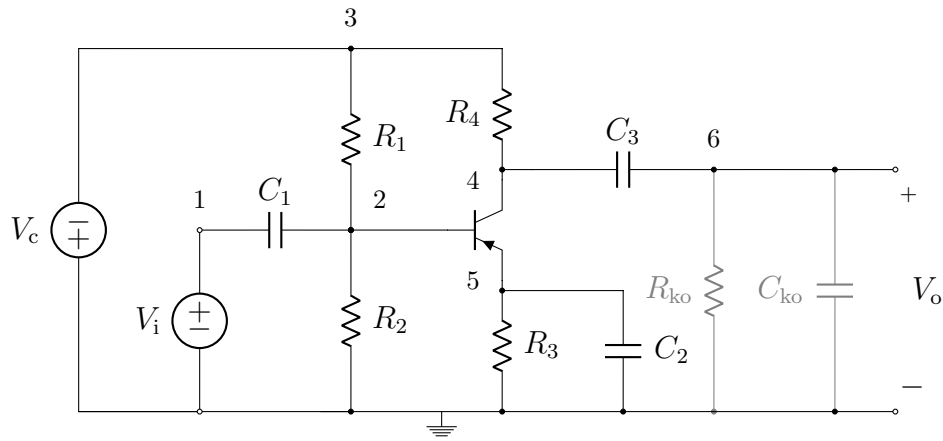 3
R4
C3
6
R1
4
+
1
C1
2
Vc
−
+
5
Rko
Cko
Vo
Vi
+
−
R2
R3
C2
−